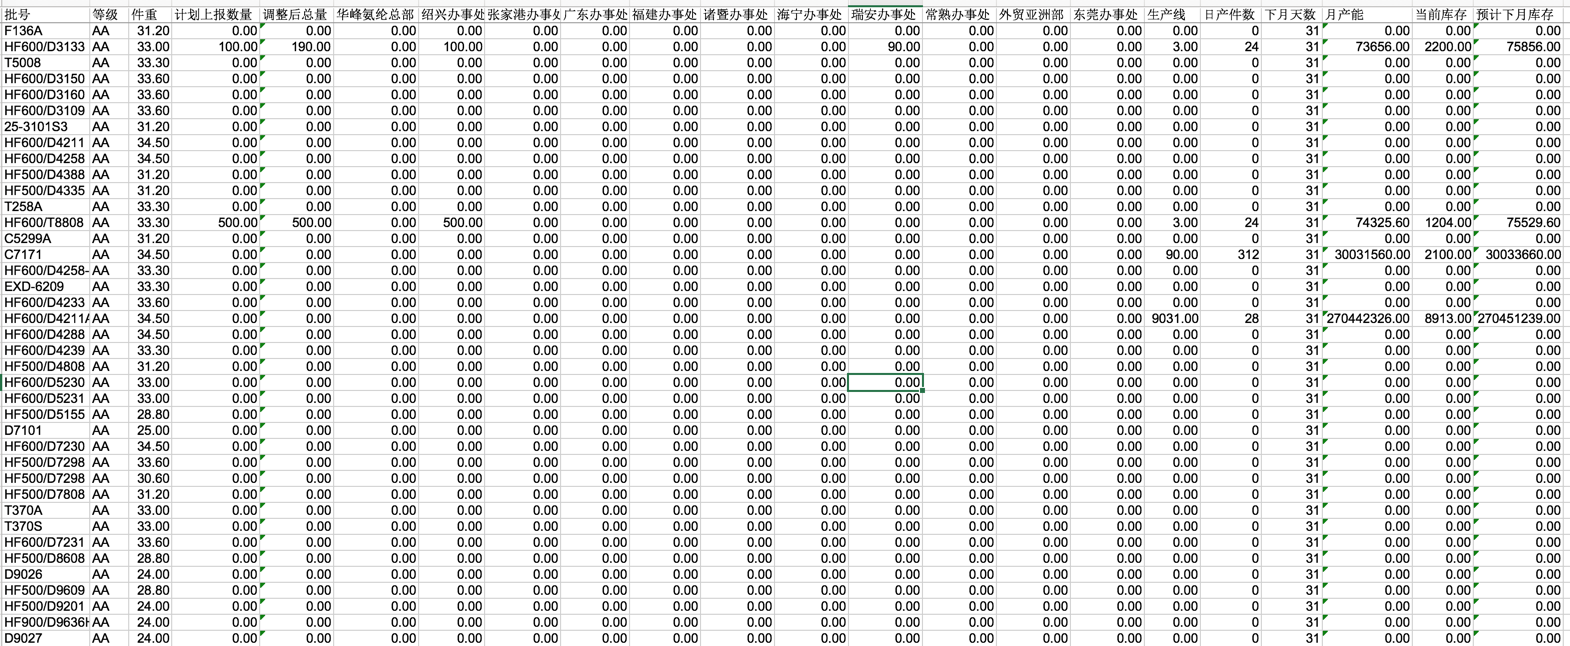 批号 等级 件重 计划上报数量 调整后总量 华峰氨纶总部 绍兴办事处 张家港办事处 广东办事处 福建办事处 诸暨办事处 海宁办事处 瑞安办事处 常熟办事处 外贸亚洲部 东莞办事处 生产线 日产件数 下月天数 月产能 当前库存 预计下月库存
F136A AA 31.20 0.00 0.00 0.00 0.00 0.00 0.00 0.00 0.00 0.00 0.00 0.00 0.00 0.00 0.00 0 31 0.00 0.00 0.00
HF600/D3133 AA 33.00 100.00 190.00 0.00 100.00 0.00 0.00 0.00 0.00 0.00 90.00 0.00 0.00 0.00 3.00 24 31 73656.00 2200.00 75856.00
T5008 AA 33.30 0.00 0.00 0.00 0.00 0.00 0.00 0.00 0.00 0.00 0.00 0.00 0.00 0.00 0.00 0 31 0.00 0.00 0.00
HF600/D3150 AA 33.60 0.00 0.00 0.00 0.00 0.00 0.00 0.00 0.00 0.00 0.00 0.00 0.00 0.00 0.00 0 31 0.00 0.00 0.00
HF600/D3160 AA 33.60 0.00 0.00 0.00 0.00 0.00 0.00 0.00 0.00 0.00 0.00 0.00 0.00 0.00 0.00 0 31 0.00 0.00 0.00
HF600/D3109 AA 33.60 0.00 0.00 0.00 0.00 0.00 0.00 0.00 0.00 0.00 0.00 0.00 0.00 0.00 0.00 0 31 0.00 0.00 0.00
25-3101S3 AA 31.20 0.00 0.00 0.00 0.00 0.00 0.00 0.00 0.00 0.00 0.00 0.00 0.00 0.00 0.00 0 31 0.00 0.00 0.00
HF600/D4211 AA 34.50 0.00 0.00 0.00 0.00 0.00 0.00 0.00 0.00 0.00 0.00 0.00 0.00 0.00 0.00 0 31 0.00 0.00 0.00
HF600/D4258 AA 34.50 0.00 0.00 0.00 0.00 0.00 0.00 0.00 0.00 0.00 0.00 0.00 0.00 0.00 0.00 0 31 0.00 0.00 0.00
HF500/D4388 AA 31.20 0.00 0.00 0.00 0.00 0.00 0.00 0.00 0.00 0.00 0.00 0.00 0.00 0.00 0.00 0 31 0.00 0.00 0.00
HF500/D4335 AA 31.20 0.00 0.00 0.00 0.00 0.00 0.00 0.00 0.00 0.00 0.00 0.00 0.00 0.00 0.00 0 31 0.00 0.00 0.00
T258A AA 33.30 0.00 0.00 0.00 0.00 0.00 0.00 0.00 0.00 0.00 0.00 0.00 0.00 0.00 0.00 0 31 0.00 0.00 0.00
HF600/T8808 AA 33.30 500.00 500.00 0.00 500.00 0.00 0.00 0.00 0.00 0.00 0.00 0.00 0.00 0.00 3.00 24 31 74325.60 1204.00 75529.60
C5299A AA 31.20 0.00 0.00 0.00 0.00 0.00 0.00 0.00 0.00 0.00 0.00 0.00 0.00 0.00 0.00 0 31 0.00 0.00 0.00
C7171 AA 34.50 0.00 0.00 0.00 0.00 0.00 0.00 0.00 0.00 0.00 0.00 0.00 0.00 0.00 90.00 312 31 30031560.00 2100.00 30033660.00
HF600/D4258- AA 33.30 0.00 0.00 0.00 0.00 0.00 0.00 0.00 0.00 0.00 0.00 0.00 0.00 0.00 0.00 0 31 0.00 0.00 0.00
EXD-6209 AA 33.30 0.00 0.00 0.00 0.00 0.00 0.00 0.00 0.00 0.00 0.00 0.00 0.00 0.00 0.00 0 31 0.00 0.00 0.00
HF600/D4233 AA 33.60 0.00 0.00 0.00 0.00 0.00 0.00 0.00 0.00 0.00 0.00 0.00 0.00 0.00 0.00 0 31 0.00 0.00 0.00
HF600/D4211A AA 34.50 0.00 0.00 0.00 0.00 0.00 0.00 0.00 0.00 0.00 0.00 0.00 0.00 0.00 9031.00 28 31 270442326.00 8913.00 270451239.00
HF600/D4288 AA 34.50 0.00 0.00 0.00 0.00 0.00 0.00 0.00 0.00 0.00 0.00 0.00 0.00 0.00 0.00 0 31 0.00 0.00 0.00
HF600/D4239 AA 33.30 0.00 0.00 0.00 0.00 0.00 0.00 0.00 0.00 0.00 0.00 0.00 0.00 0.00 0.00 0 31 0.00 0.00 0.00
HF500/D4808 AA 31.20 0.00 0.00 0.00 0.00 0.00 0.00 0.00 0.00 0.00 0.00 0.00 0.00 0.00 0.00 0 31 0.00 0.00 0.00
HF600/D5230 AA 33.00 0.00 0.00 0.00 0.00 0.00 0.00 0.00 0.00 0.00 0.00 0.00 0.00 0.00 0.00 0 31 0.00 0.00 0.00
HF600/D5231 AA 33.00 0.00 0.00 0.00 0.00 0.00 0.00 0.00 0.00 0.00 0.00 0.00 0.00 0.00 0.00 0 31 0.00 0.00 0.00
HF500/D5155 AA 28.80 0.00 0.00 0.00 0.00 0.00 0.00 0.00 0.00 0.00 0.00 0.00 0.00 0.00 0.00 0 31 0.00 0.00 0.00
D7101 AA 25.00 0.00 0.00 0.00 0.00 0.00 0.00 0.00 0.00 0.00 0.00 0.00 0.00 0.00 0.00 0 31 0.00 0.00 0.00
HF600/D7230 AA 34.50 0.00 0.00 0.00 0.00 0.00 0.00 0.00 0.00 0.00 0.00 0.00 0.00 0.00 0.00 0 31 0.00 0.00 0.00
HF500/D7298 AA 33.60 0.00 0.00 0.00 0.00 0.00 0.00 0.00 0.00 0.00 0.00 0.00 0.00 0.00 0.00 0 31 0.00 0.00 0.00
HF500/D7298 AA 30.60 0.00 0.00 0.00 0.00 0.00 0.00 0.00 0.00 0.00 0.00 0.00 0.00 0.00 0.00 0 31 0.00 0.00 0.00
HF500/D7808 AA 31.20 0.00 0.00 0.00 0.00 0.00 0.00 0.00 0.00 0.00 0.00 0.00 0.00 0.00 0.00 0 31 0.00 0.00 0.00
T370A AA 33.00 0.00 0.00 0.00 0.00 0.00 0.00 0.00 0.00 0.00 0.00 0.00 0.00 0.00 0.00 0 31 0.00 0.00 0.00
T370S AA 33.00 0.00 0.00 0.00 0.00 0.00 0.00 0.00 0.00 0.00 0.00 0.00 0.00 0.00 0.00 0 31 0.00 0.00 0.00
HF600/D7231 AA 33.60 0.00 0.00 0.00 0.00 0.00 0.00 0.00 0.00 0.00 0.00 0.00 0.00 0.00 0.00 0 31 0.00 0.00 0.00
HF500/D8608 AA 28.80 0.00 0.00 0.00 0.00 0.00 0.00 0.00 0.00 0.00 0.00 0.00 0.00 0.00 0.00 0 31 0.00 0.00 0.00
D9026 AA 24.00 0.00 0.00 0.00 0.00 0.00 0.00 0.00 0.00 0.00 0.00 0.00 0.00 0.00 0.00 0 31 0.00 0.00 0.00
HF500/D9609 AA 28.80 0.00 0.00 0.00 0.00 0.00 0.00 0.00 0.00 0.00 0.00 0.00 0.00 0.00 0.00 0 31 0.00 0.00 0.00
HF500/D9201 AA 24.00 0.00 0.00 0.00 0.00 0.00 0.00 0.00 0.00 0.00 0.00 0.00 0.00 0.00 0.00 0 31 0.00 0.00 0.00
HF900/D9636H AA 24.00 0.00 0.00 0.00 0.00 0.00 0.00 0.00 0.00 0.00 0.00 0.00 0.00 0.00 0.00 0 31 0.00 0.00 0.00
D9027 AA 24.00 0.00 0.00 0.00 0.00 0.00 0.00 0.00 0.00 0.00 0.00 0.00 0.00 0.00 0.00 0 31 0.00 0.00 0.00